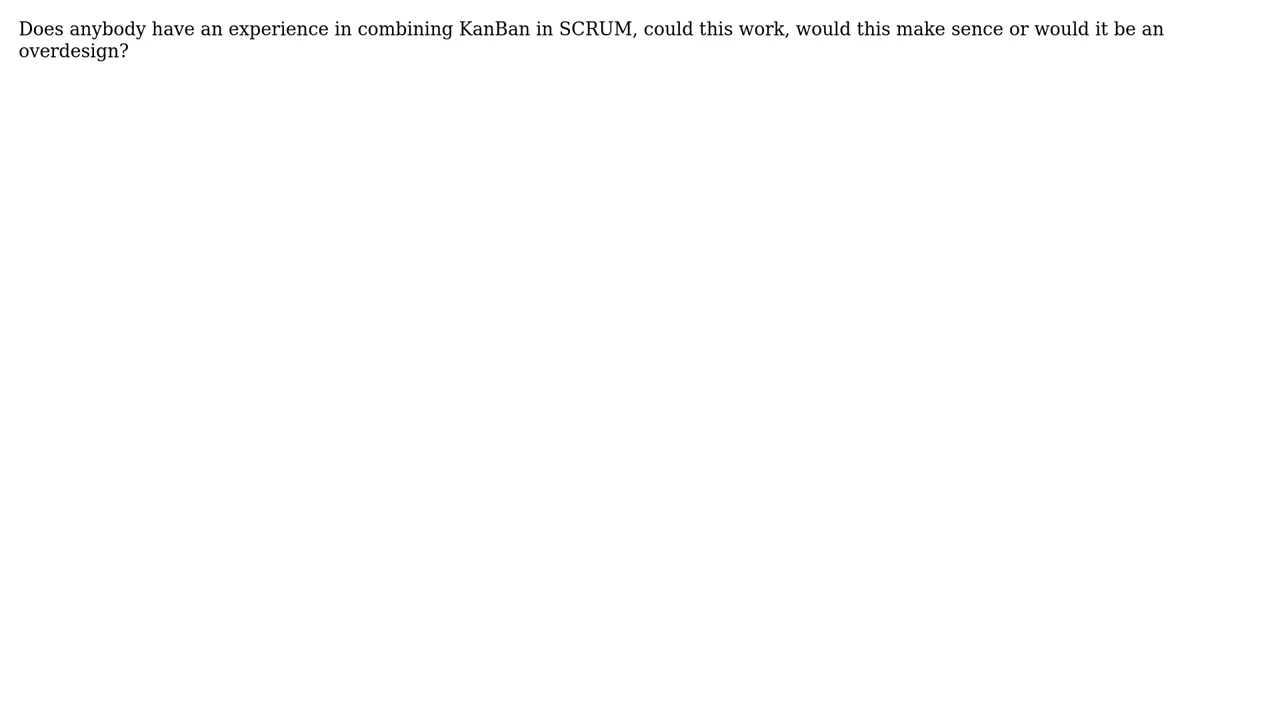 Does anybody have an experience in combining KanBan in SCRUM, could this work, would this make sence or would it be an
overdesign?